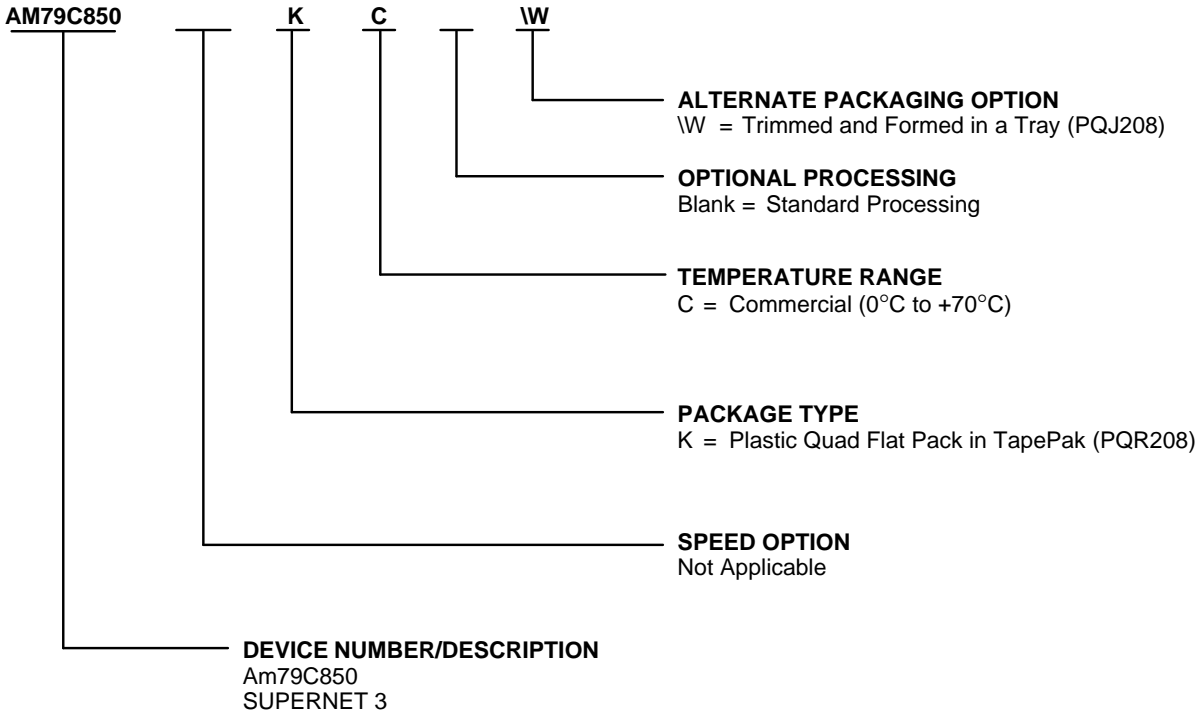 AM79C850 K C \W
ALTERNATE PACKAGING OPTION
\W = Trimmed and Formed in a Tray (PQJ208)
OPTIONAL PROCESSING
Blank = Standard Processing
TEMPERATURE RANGE
C = Commercial (0°C to +70°C)
PACKAGE TYPE
K = Plastic Quad Flat Pack in TapePak (PQR208)
SPEED OPTION
Not Applicable
DEVICE NUMBER/DESCRIPTION
Am79C850
SUPERNET 3